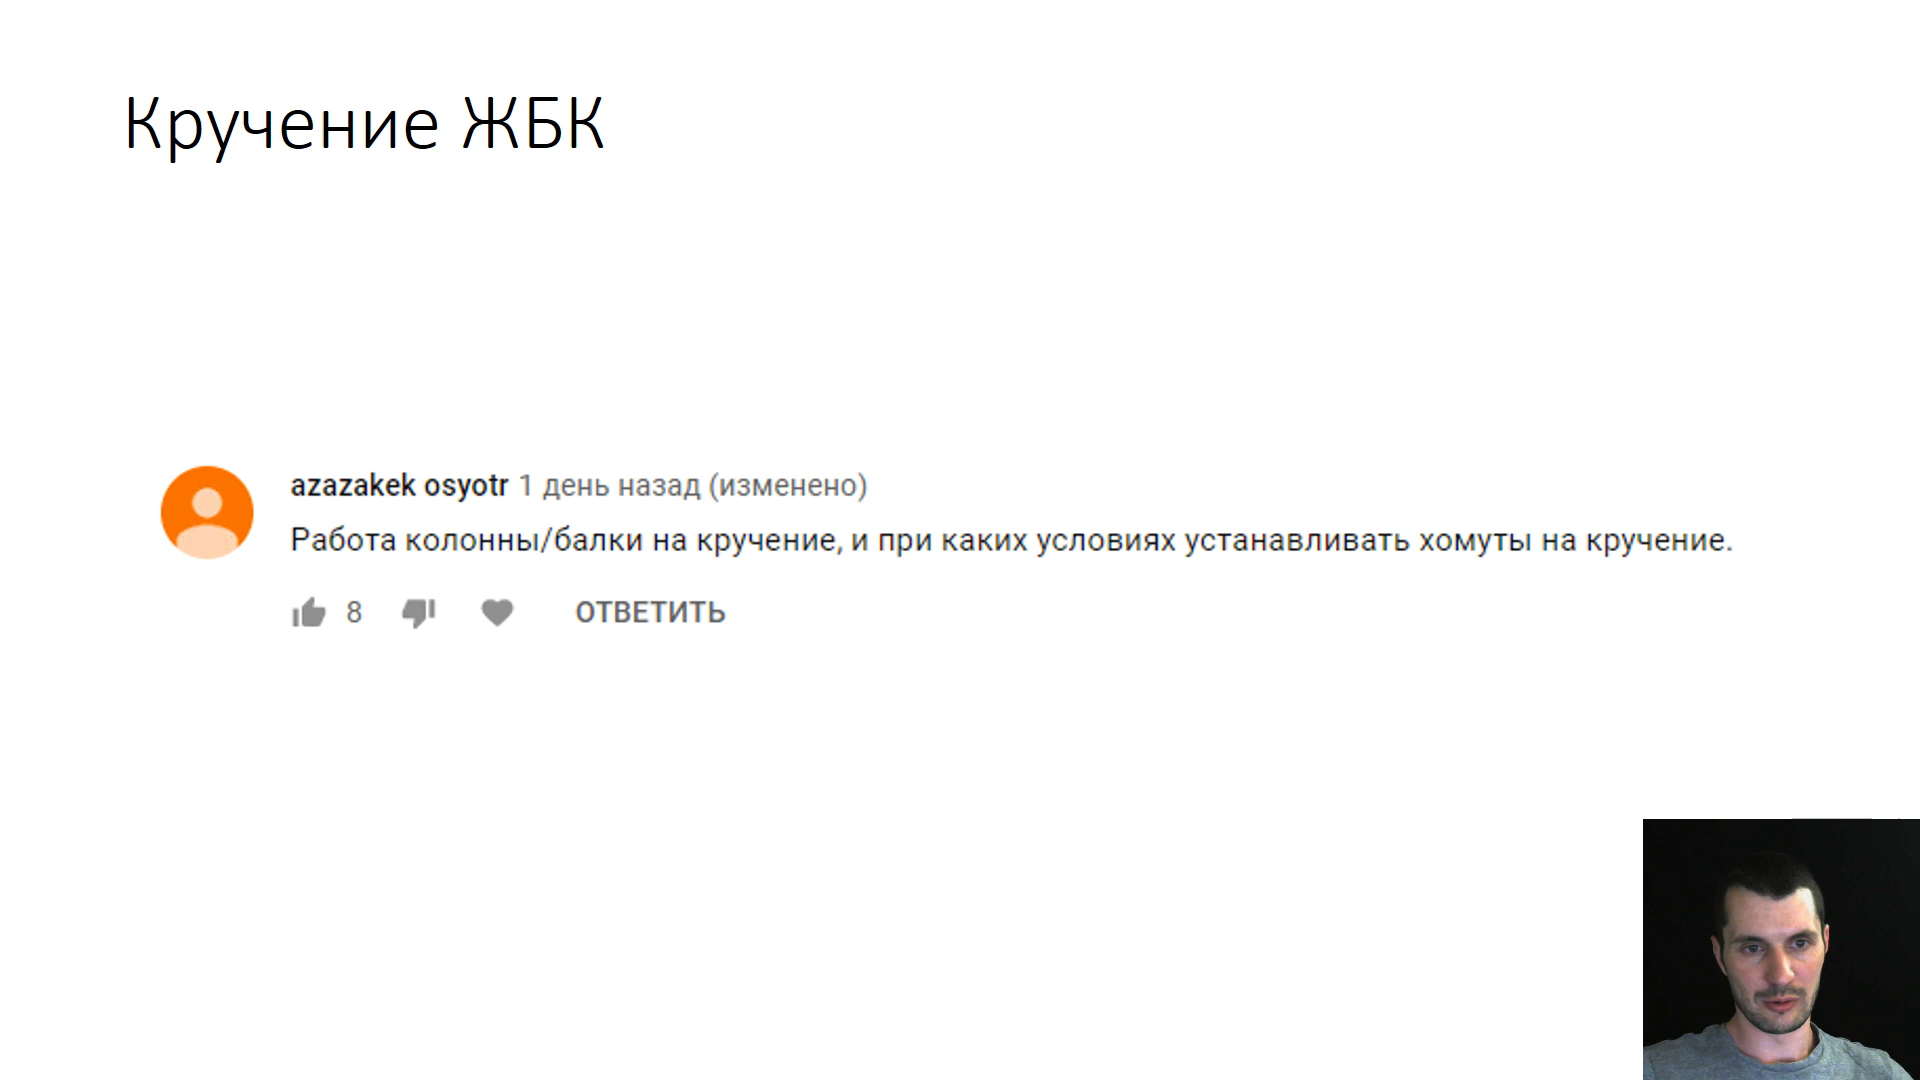 Кручение ЖБК
azazakek osyotr 1 день назад (изменено)
Работа колонны/балки на кручение, и при каких условиях устанавливать хомуты на кручение.
8 ОТВЕТИТЬ